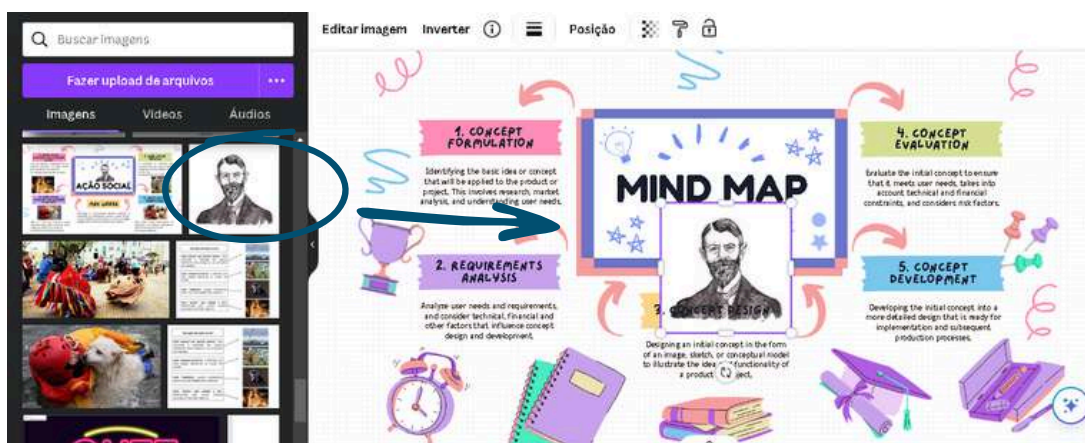 Buscar imagens
Fazer upload de arquivos
Imagens Vídeos Áudios
AÇÃO SOCIAL
Editar imagem Inverter Posição
MIND MAP
1. CONCEPT
FORMULATION
Identifying the basic idea or concept
that will be applied to the product or
project. This involves research, market
analysis, and understanding user needs.
2. REQUIREMENTS
ANALYSIS
Analyze user needs and requirements,
and consider technical, financial and
other factors that influence concept
design and development.
3. CONCEPT DESIGN
Designing an initial concept in the form
of an image, sketch, or conceptual model
to illustrate the idea functionality of
a product
4. CONCEPT
EVALUATION
Evaluate the initial concept to ensure
that it meets user needs, takes into
account technical and financial
constraints, and considers risk factors.
5. CONCEPT
DEVELOPMENT
Developing the initial concept into a
more detailed design that is ready for
implementation and subsequent
production processes.